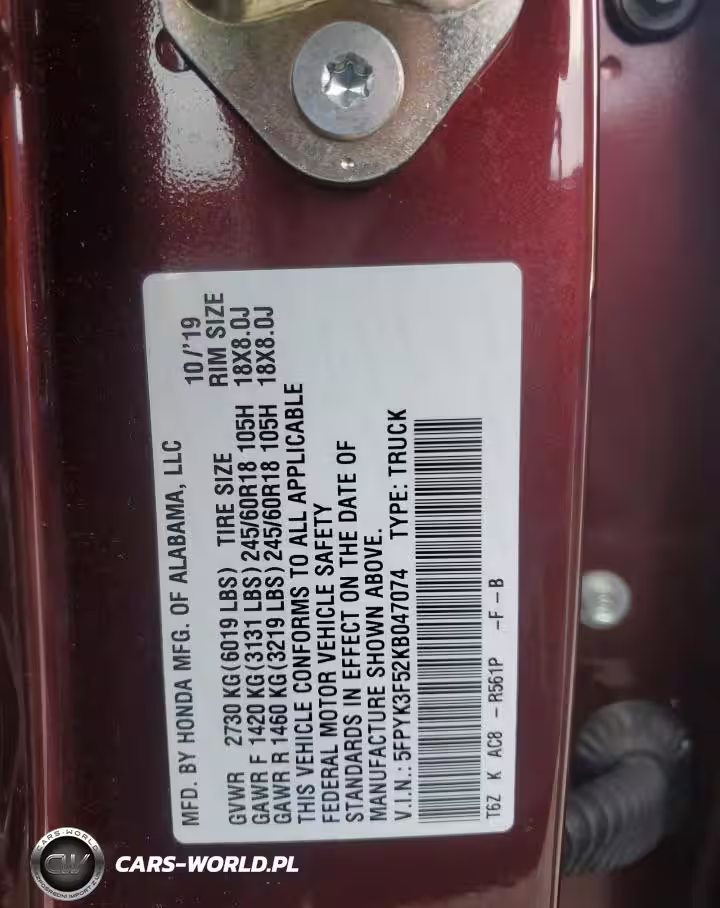 MFD. BY HONDA MFG. OF ALABAMA, LLC 10/'19
GVWR 2730 KG(6019 LBS) TIRE SIZE RIM SIZE
GAWR F 1420 KG(3131 LBS) 245/60R18 105H 18X8.0J
GAWR R 1460 KG(3219 LBS) 245/60R18 105H 18X8.0J
THIS VEHICLE CONFORMS TO ALL APPLICABLE
FEDERAL MOTOR VEHICLE SAFETY
STANDARDS IN EFFECT ON THE DATE OF
MANUFACTURE SHOWN ABOVE.
V.I.N.: 5FPYK3F52KB047074 TYPE: TRUCK
T6Z K AC8 - R561P -F-B
CARS-WORLD
CW
CARS-WORLD.PL